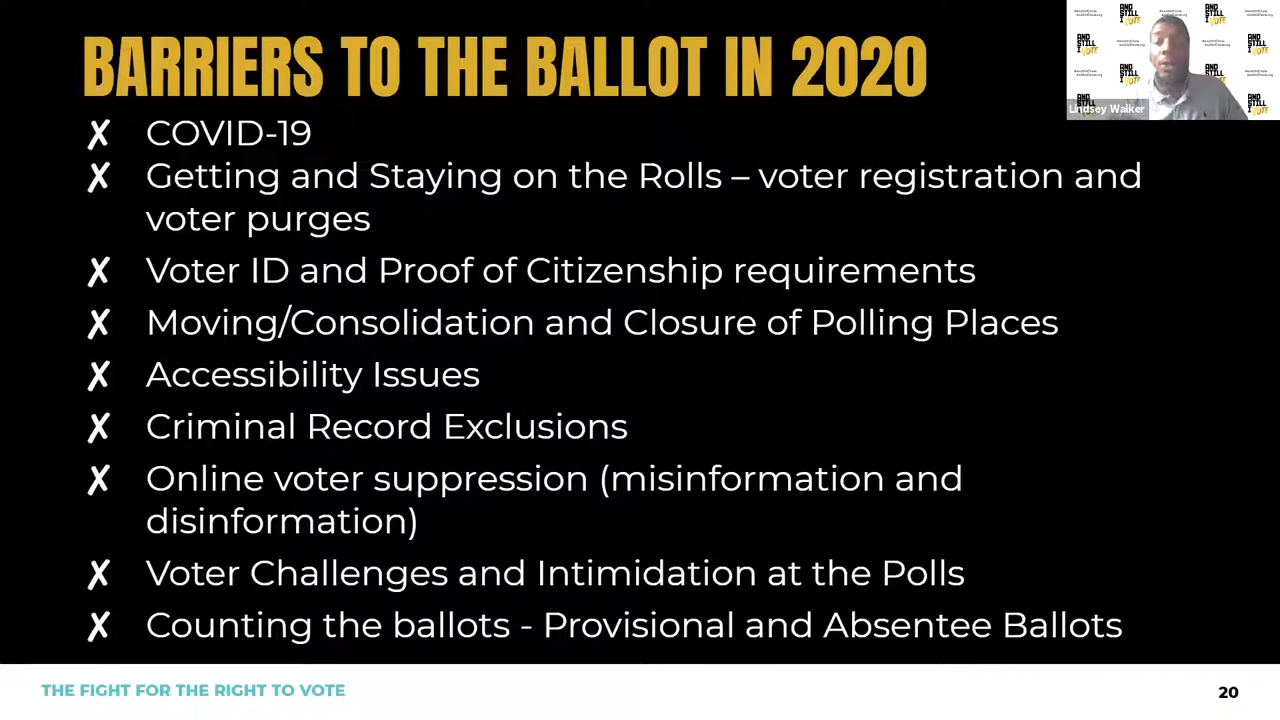 BARRIERS TO THE BALLOT IN 2020
✗ COVID-19
✗ Getting and Staying on the Rolls – voter registration and
voter purges
✗ Voter ID and Proof of Citizenship requirements
✗ Moving/Consolidation and Closure of Polling Places
✗ Accessibility Issues
✗ Criminal Record Exclusions
✗ Online voter suppression (misinformation and
disinformation)
✗ Voter Challenges and Intimidation at the Polls
✗ Counting the ballots - Provisional and Absentee Ballots
THE FIGHT FOR THE RIGHT TO VOTE
20
AND
STILL
I VOTE
Lindsey Walker